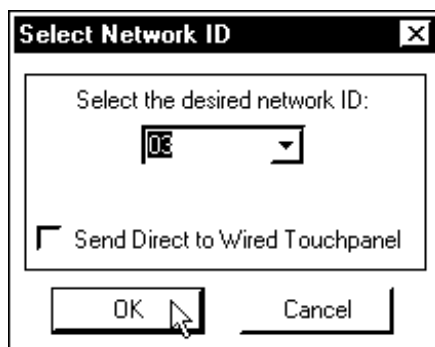 Select Network ID
Select the desired network ID:
03
Send Direct to Wired Touchpanel
OK
Cancel